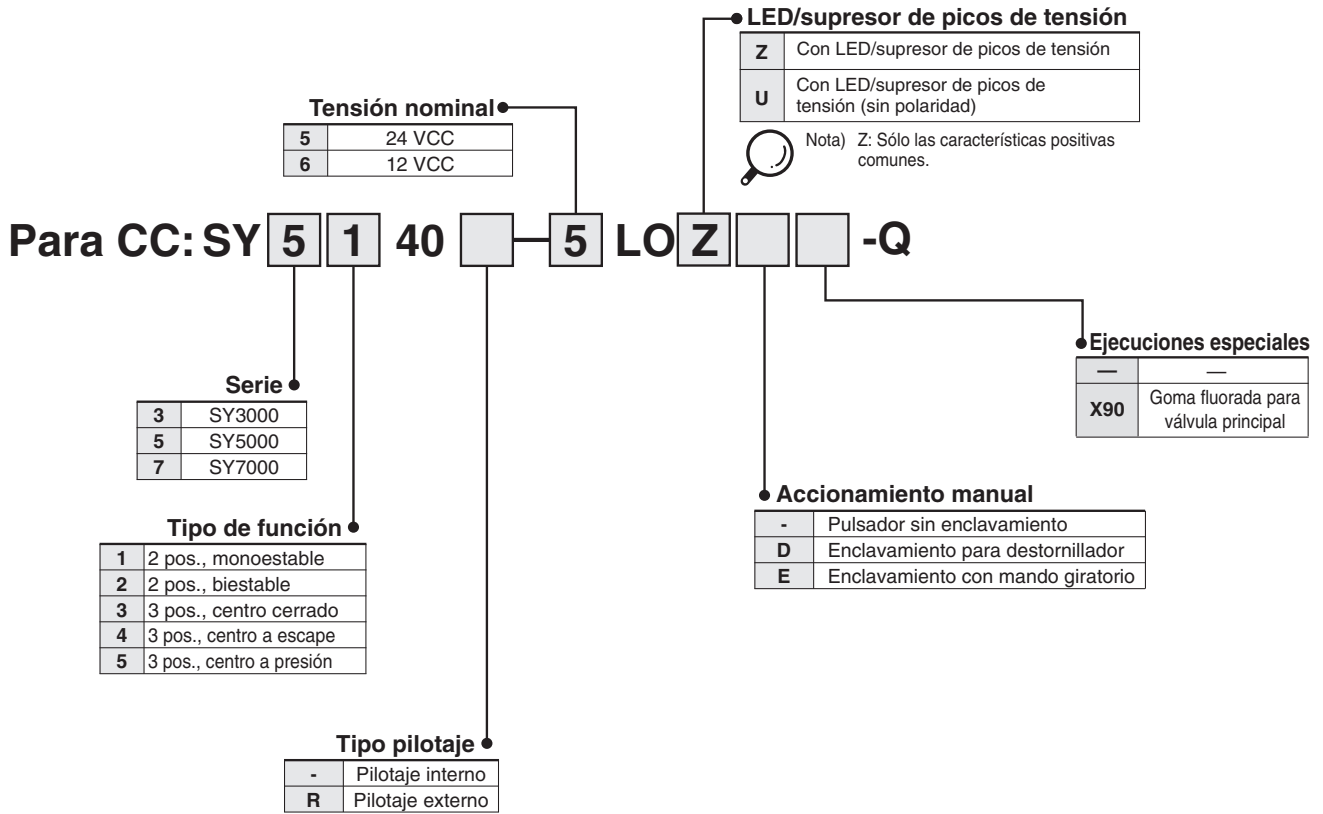 LED/supresor de picos de tensión
Z Con LED/supresor de picos de tensión
U Con LED/supresor de picos de
tensión (sin polaridad)
Nota) Z: Sólo las características positivas
comunes.
Tensión nominal
5 24 VCC
6 12 VCC
Para CC: SY 5 1 40 — 5 LO Z -Q
Serie
3 SY3000
5 SY5000
7 SY7000
Tipo de función
1 2 pos., monoestable
2 2 pos., biestable
3 3 pos., centro cerrado
4 3 pos., centro a escape
5 3 pos., centro a presión
Tipo pilotaje
- Pilotaje interno
R Pilotaje externo
Accionamiento manual
- Pulsador sin enclavamiento
D Enclavamiento para destornillador
E Enclavamiento con mando giratorio
Ejecuciones especiales
— —
X90 Goma fluorada para
válvula principal